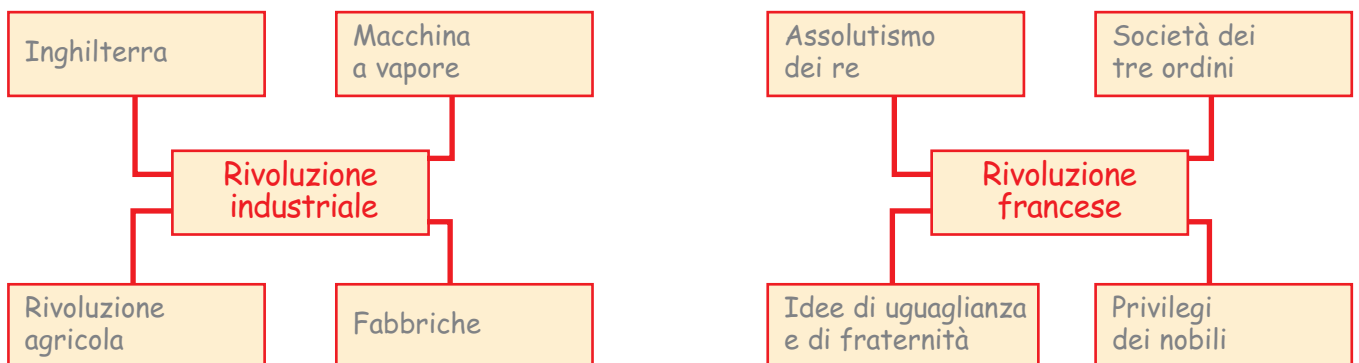 Inghilterra
Macchina
a vapore
Rivoluzione
industriale
Rivoluzione
agricola
Fabbriche
Assolutismo
dei re
Società dei
tre ordini
Rivoluzione
francese
Idee di uguaglianza
e di fraternità
Privilegi
dei nobili